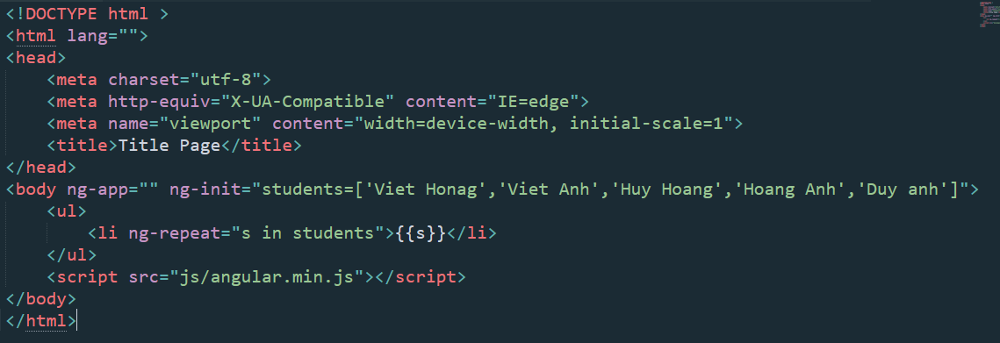 <!DOCTYPE html >
<html lang="">
<head>
    <meta charset="utf-8">
    <meta http-equiv="X-UA-Compatible" content="IE=edge">
    <meta name="viewport" content="width=device-width, initial-scale=1">
    <title>Title Page</title>
</head>
<body ng-app="" ng-init="students=['Viet Honag','Viet Anh','Huy Hoang','Hoang Anh','Duy anh']">
    <ul>
        <li ng-repeat="s in students">{{s}}</li>
    </ul>
    <script src="js/angular.min.js"></script>
</body>
</html>